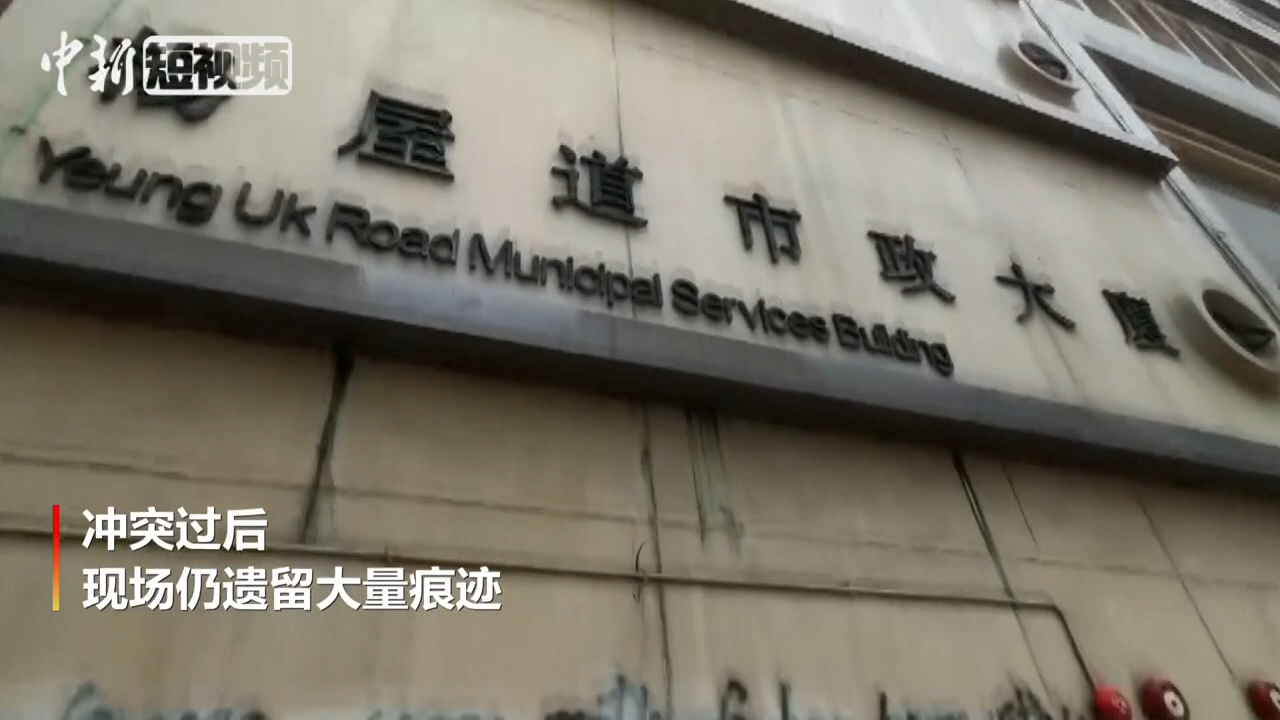 中新短视频
屋道市政大廈
Yeung Uk Road Municipal Services Building
冲突过后
现场仍遗留大量痕迹